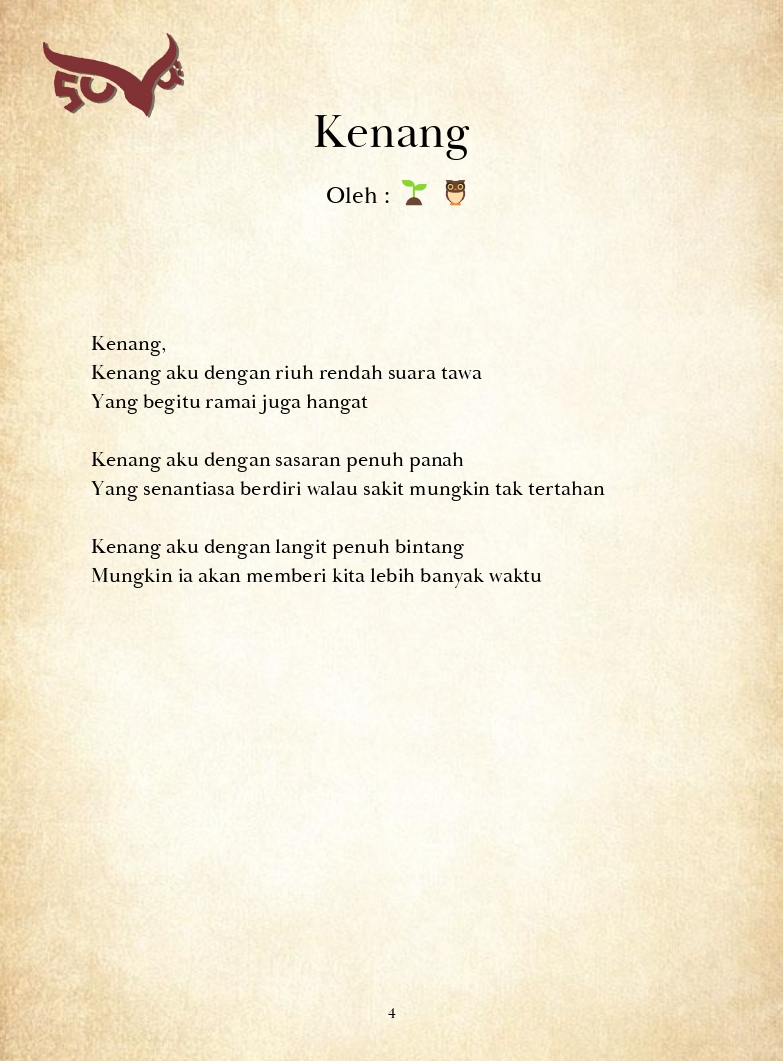 Kenang
Oleh : 🌱 🦉
Kenang,
Kenang aku dengan riuh rendah suara tawa
Yang begitu ramai juga hangat
Kenang aku dengan sasaran penuh panah
Yang senantiasa berdiri walau sakit mungkin tak tertahan
Kenang aku dengan langit penuh bintang
Mungkin ia akan memberi kita lebih banyak waktu
4